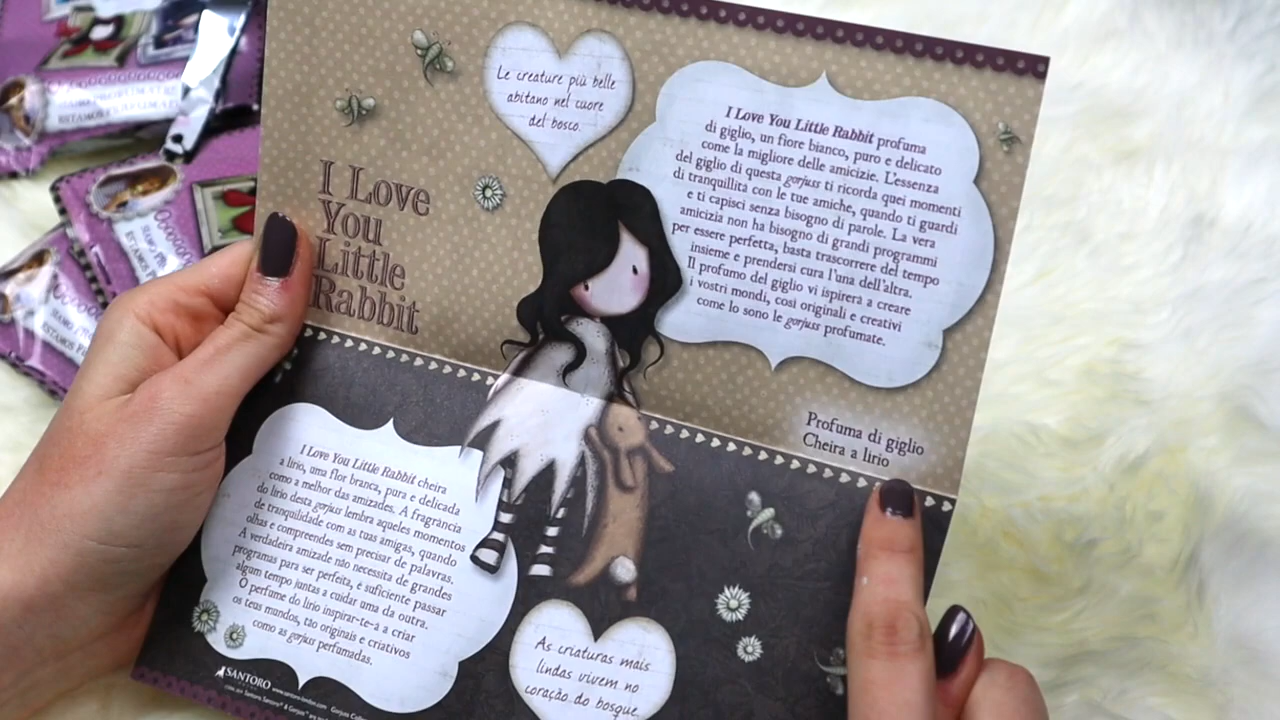 Le creature più belle
abitano nel cuore
del bosco.
I Love
You
Little
Rabbit
I Love You Little Rabbit profuma
di giglio, un fiore bianco, puro e delicato
come la migliore delle amicizie. L'essenza
del giglio di questa gorjuss ti ricorda quei momenti
di tranquillita con le tue amiche, quando ti guardi
e ti capisci senza bisogno di parole. La vera
amicizia non ha bisogno di grandi programmi
per essere perfetta, basta trascorrere del tempo
insieme e prendersi cura l'una dell'altra.
Il profumo del giglio vi ispirerà a creare
i vostri mondi, così originali e creativi
come lo sono le gorjuss profumate.
Profuma di giglio
Cheira a lirio
I Love You Little Rabbit cheira
a lírio, uma flor branca, pura e delicada
como a melhor das amizades. A fragrância
do lírio desta gorjuss lembra aqueles momentos
de tranquilidade com as tuas amigas, quando
olhas e compreendes sem precisar de palavras.
A verdadeira amizade não necessita de grandes
programas para ser perfeita, é suficiente passar
algum tempo juntas a cuidar uma da outra.
O perfume do lírio inspirar-te-á a criar
os teus mundos, tão originais e criativos
como as gorjuss perfumadas.
As criaturas mais
lindas vivem no
coração do bosque.
SANTORO
www.santoro-london.com